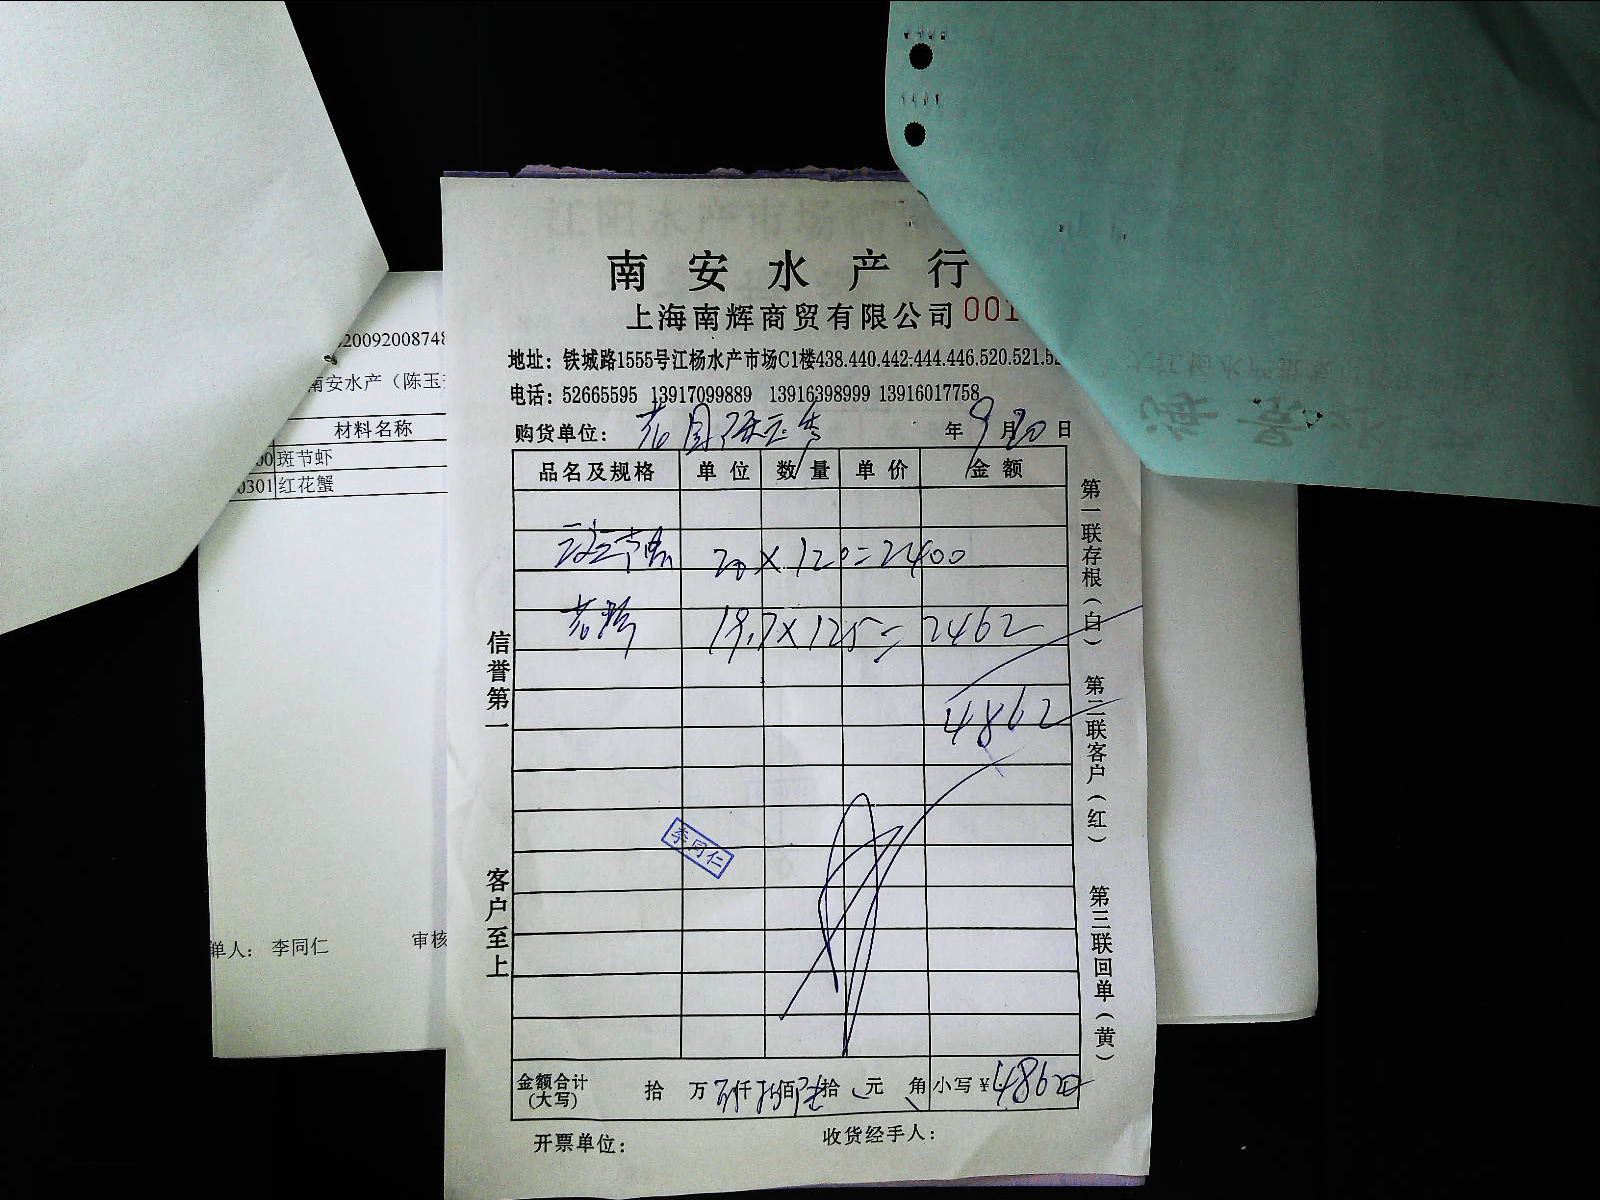 南安水产行
上海南辉商贸有限公司 001
地址：铁城路1555号江杨水产市场C1楼438.440.442-444.446.520.521.5
电话：52665595 13917099889 13916398999 13916017758
购货单位： 年 9 月 20 日
品名及规格 单位 数量 单价 金额
20 X 120 = 2400
花蟹 19.7 X 125 = 2462
4862
李同仁
金额合计 拾 万 仟 佰 拾 元 角 小写 ¥ 4862
(大写)
开票单位： 收货经手人：
信誉第一
客户至上
第一联存根（白）
第二联客户（红）
第三联回单（黄）
20092008748
南安水产（陈玉
材料名称
00 斑节虾
0301 红花蟹
单人： 李同仁 审核